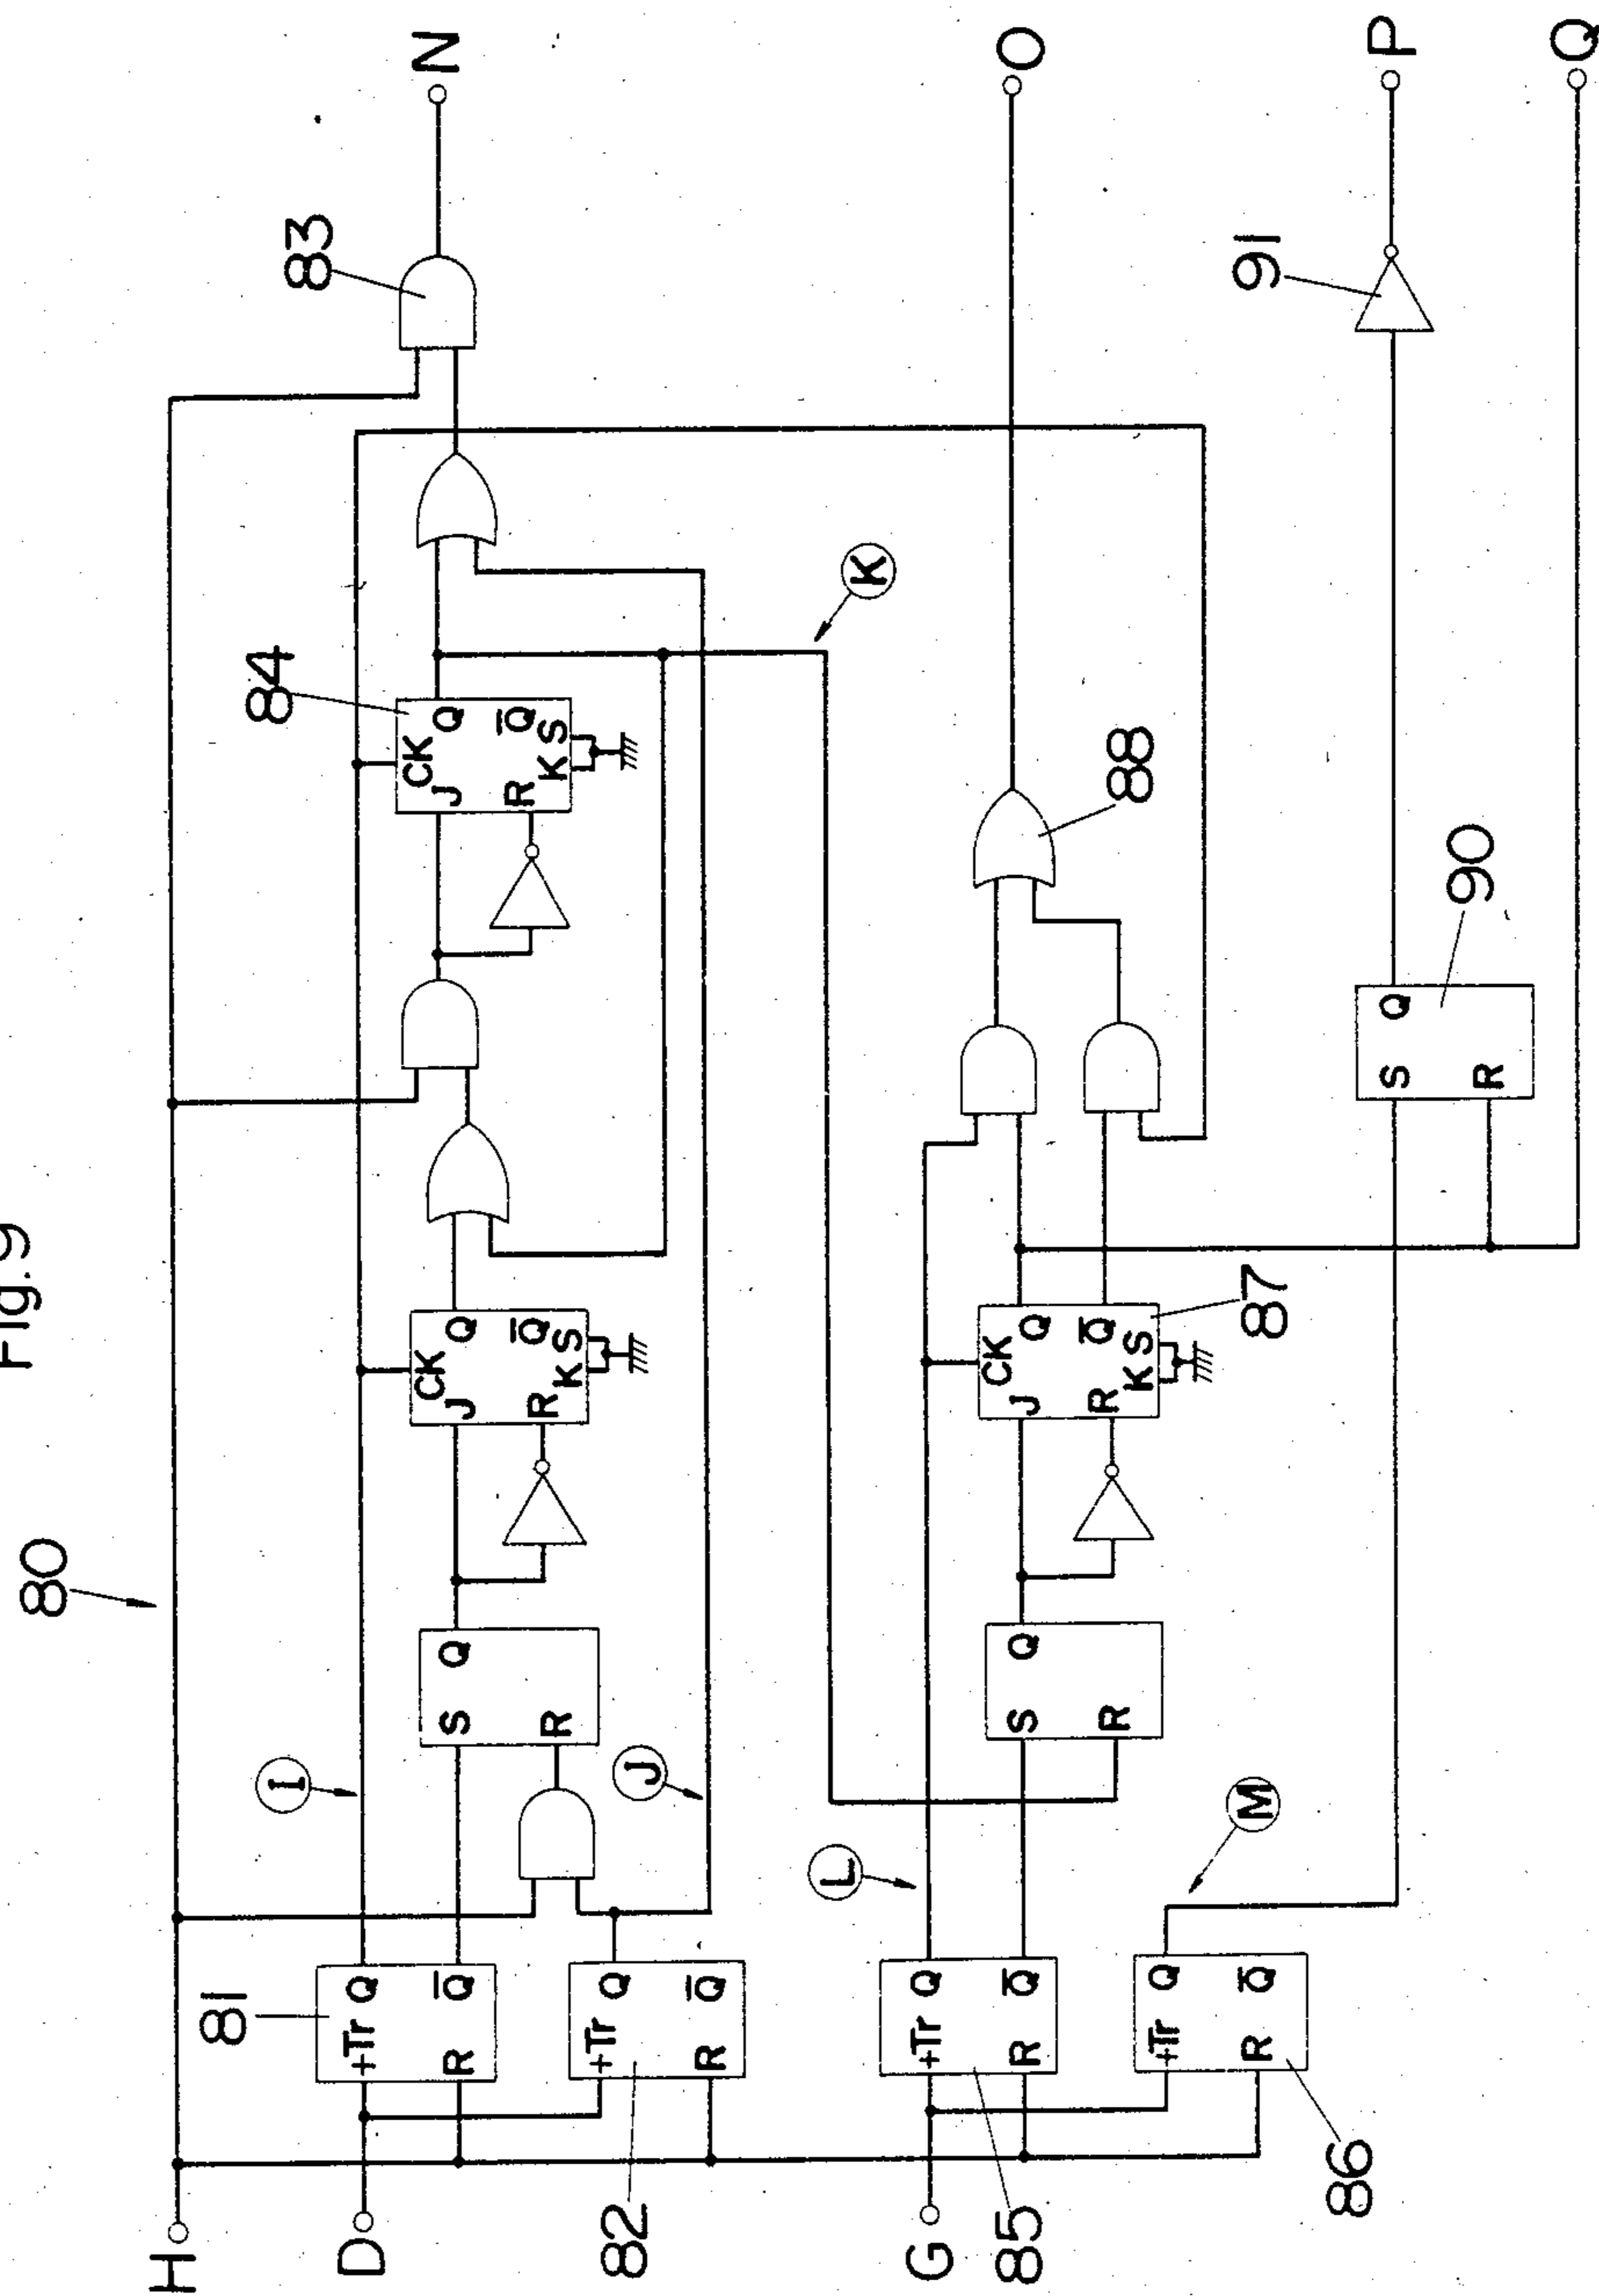 Fig.9
80
H
D
G
81
+Tr Q
R Q̅
82
+Tr Q
R Q̅
I
J
S Q
R
CK
J Q
R Q̅
K S
84
CK
J Q
R Q̅
K S
K
83
N
85
+Tr Q
R Q̅
86
+Tr Q
R Q̅
L
M
S Q
R
87
CK
J Q
R Q̅
K S
88
O
90
S Q
R
91
P
Q